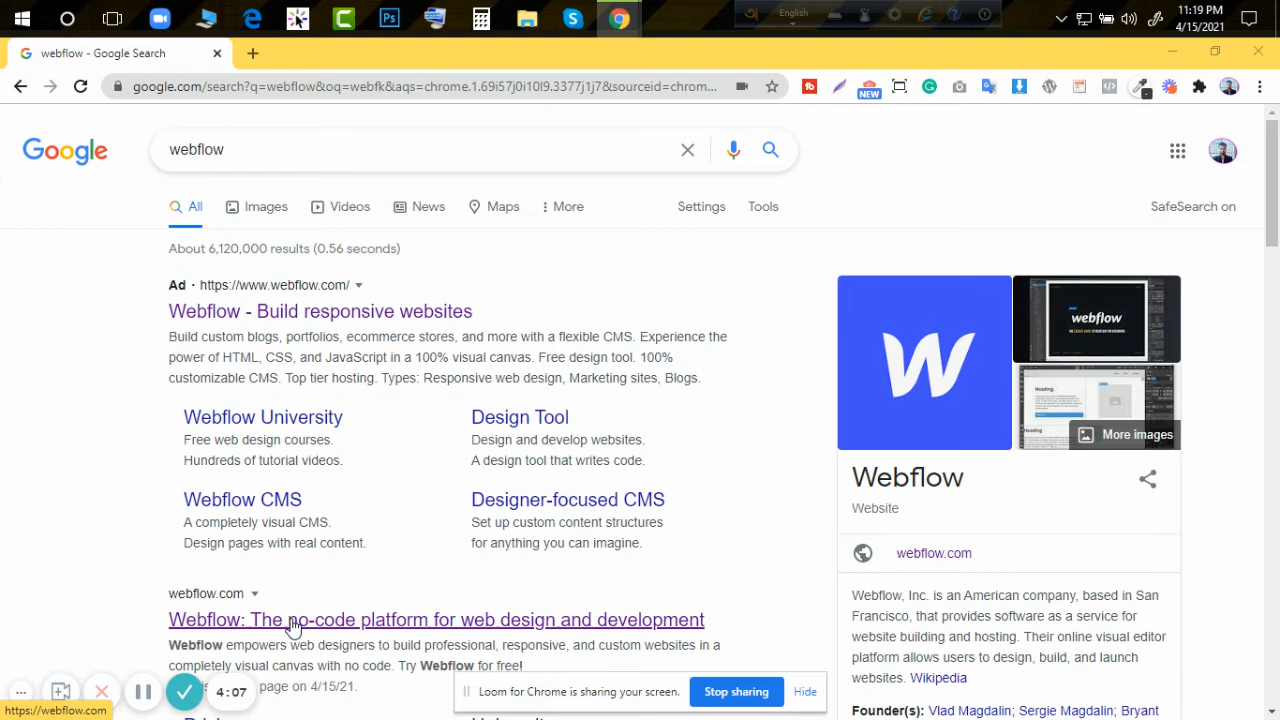 English
11:19 PM
4/15/2021
webflow - Google Search
google.com/search?q=webflow&oq=webfk&aqs=chrome.1.69i57j0i10l9.3377j1j7&sourceid=chrom...
NEW
Google
webflow
All
Images
Videos
News
Maps
More
Settings
Tools
SafeSearch on
About 6,120,000 results (0.56 seconds)
Ad · https://www.webflow.com/
Webflow - Build responsive websites
Build custom blogs, portfolios, ecommerce stores, and more with a flexible CMS. Experience the
power of HTML, CSS, and JavaScript in a 100% visual canvas. Free design tool. 100%
customizable CMS. Top tier hosting. Types: Responsive web design, Marketing sites, Blogs.
Webflow University
Free web design courses.
Hundreds of tutorial videos.
Design Tool
Design and develop websites.
A design tool that writes code.
Webflow CMS
A completely visual CMS.
Design pages with real content.
Designer-focused CMS
Set up custom content structures
for anything you can imagine.
webflow.com
Webflow: The no-code platform for web design and development
Webflow empowers web designers to build professional, responsive, and custom websites in a
completely visual canvas with no code. Try Webflow for free!
page on 4/15/21.
4:07
https://webflow.com
Loom for Chrome is sharing your screen.
Stop sharing
Hide
W
webflow
Heading
Heading
More images
Webflow
Website
webflow.com
Webflow, Inc. is an American company, based in San
Francisco, that provides software as a service for
website building and hosting. Their online visual editor
platform allows users to design, build, and launch
websites. Wikipedia
Founder(s): Vlad Magdalin; Sergie Magdalin; Bryant